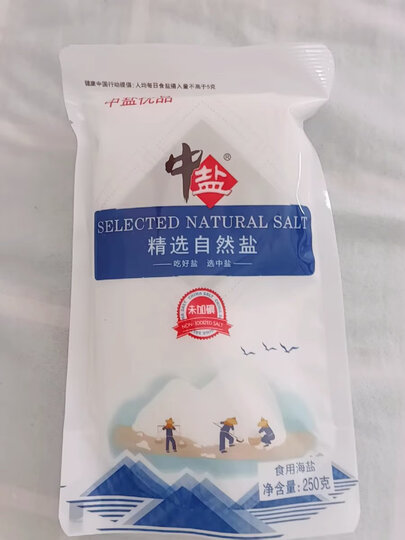 健康中国行动提倡:人均每日食盐摄入量不高于5克
中盐优品
中盐®
SELECTED NATURAL SALT
精选自然盐
吃好盐 选中盐
未加碘
NON-IODIZED SALT
食用海盐
净含量:250克